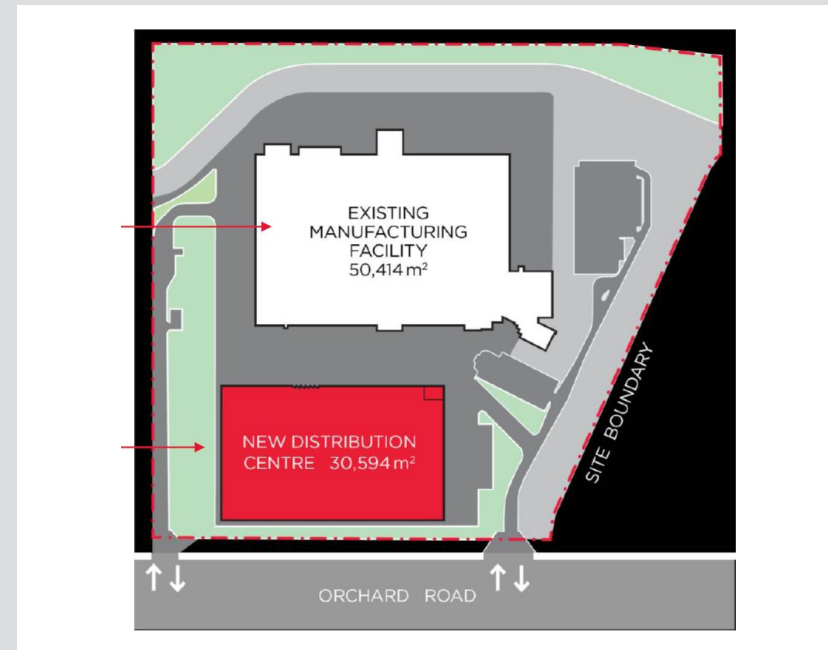 EXISTING
MANUFACTURING
FACILITY
50,414 m²
NEW DISTRIBUTION
CENTRE 30,594 m²
SITE BOUNDARY
ORCHARD ROAD